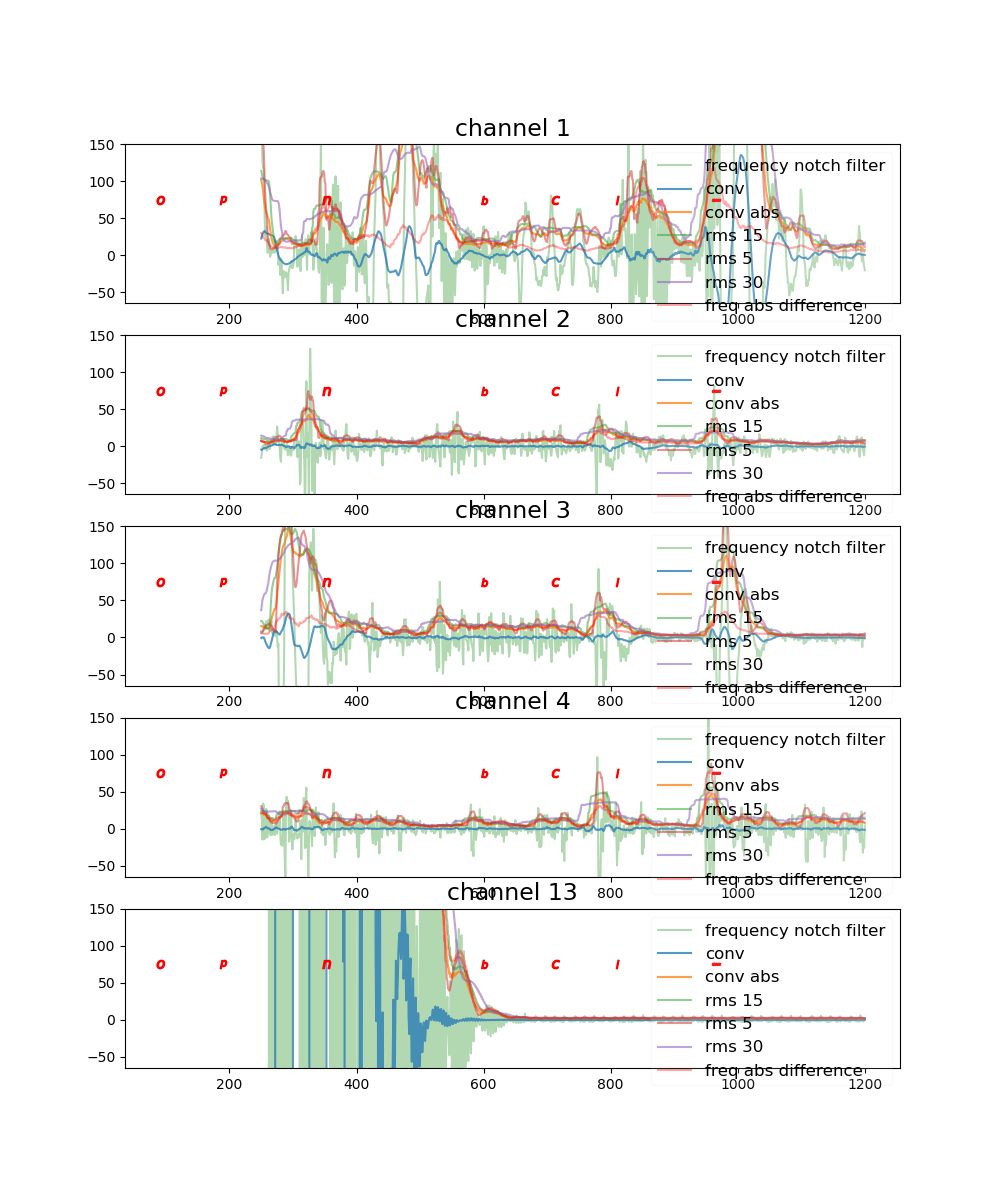 channel 1
150
100
50
0
−50
o p n b c l –
frequency notch filter
conv
conv abs
rms 15
rms 5
rms 30
freq abs difference
200 400 600 800 1000 1200
channel 2
150
100
50
0
−50
o p n b c l –
frequency notch filter
conv
conv abs
rms 15
rms 5
rms 30
freq abs difference
200 400 600 800 1000 1200
channel 3
150
100
50
0
−50
o p n b c l –
frequency notch filter
conv
conv abs
rms 15
rms 5
rms 30
freq abs difference
200 400 600 800 1000 1200
channel 4
150
100
50
0
−50
o p n b c l –
frequency notch filter
conv
conv abs
rms 15
rms 5
rms 30
freq abs difference
200 400 600 800 1000 1200
channel 13
150
100
50
0
−50
o p n b c l –
frequency notch filter
conv
conv abs
rms 15
rms 5
rms 30
freq abs difference
200 400 600 800 1000 1200